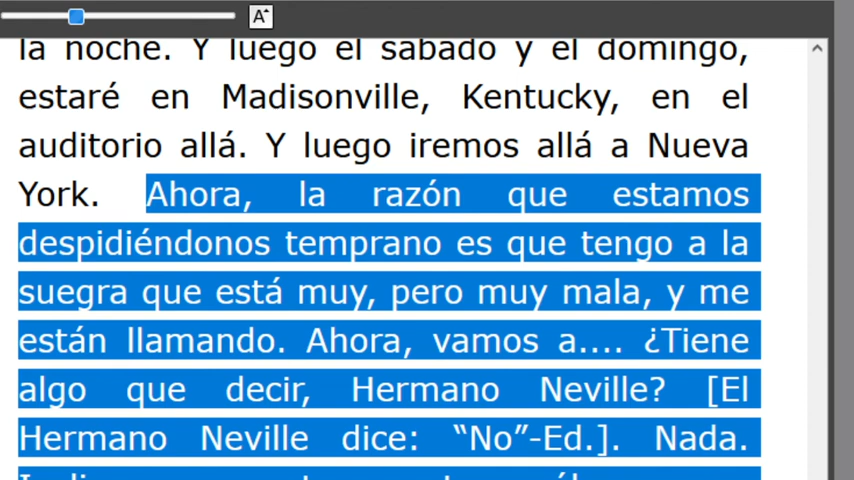 A
la noche. Y luego el sábado y el domingo,
estaré en Madisonville, Kentucky, en el
auditorio allá. Y luego iremos allá a Nueva
York. Ahora, la razón que estamos
despidiéndonos temprano es que tengo a la
suegra que está muy, pero muy mala, y me
están llamando. Ahora, vamos a.... ¿Tiene
algo que decir, Hermano Neville? [El
Hermano Neville dice: “No”-Ed.]. Nada.